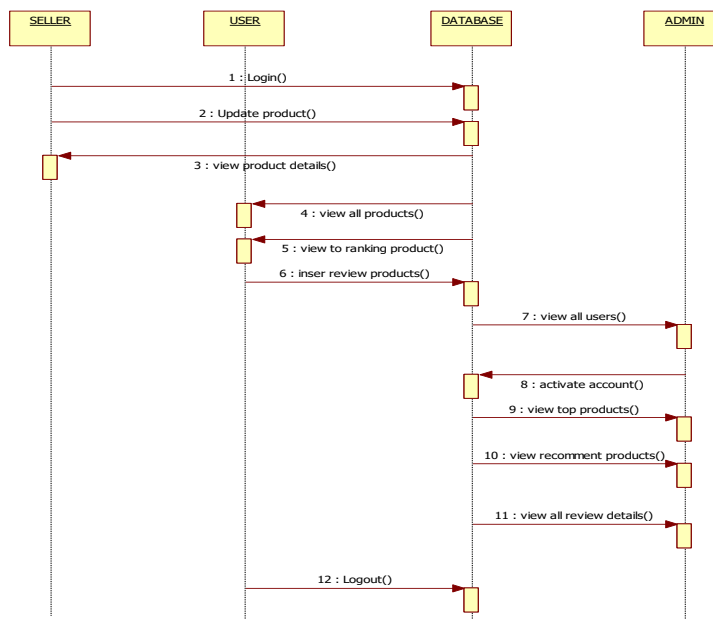 SELLER
USER
DATABASE
ADMIN
1 : Login()
2 : Update product()
3 : view product details()
4 : view all products()
5 : view to ranking product()
6 : inser review products()
7 : view all users()
8 : activate account()
9 : view top products()
10 : view recomment products()
11 : view all review details()
12 : Logout()